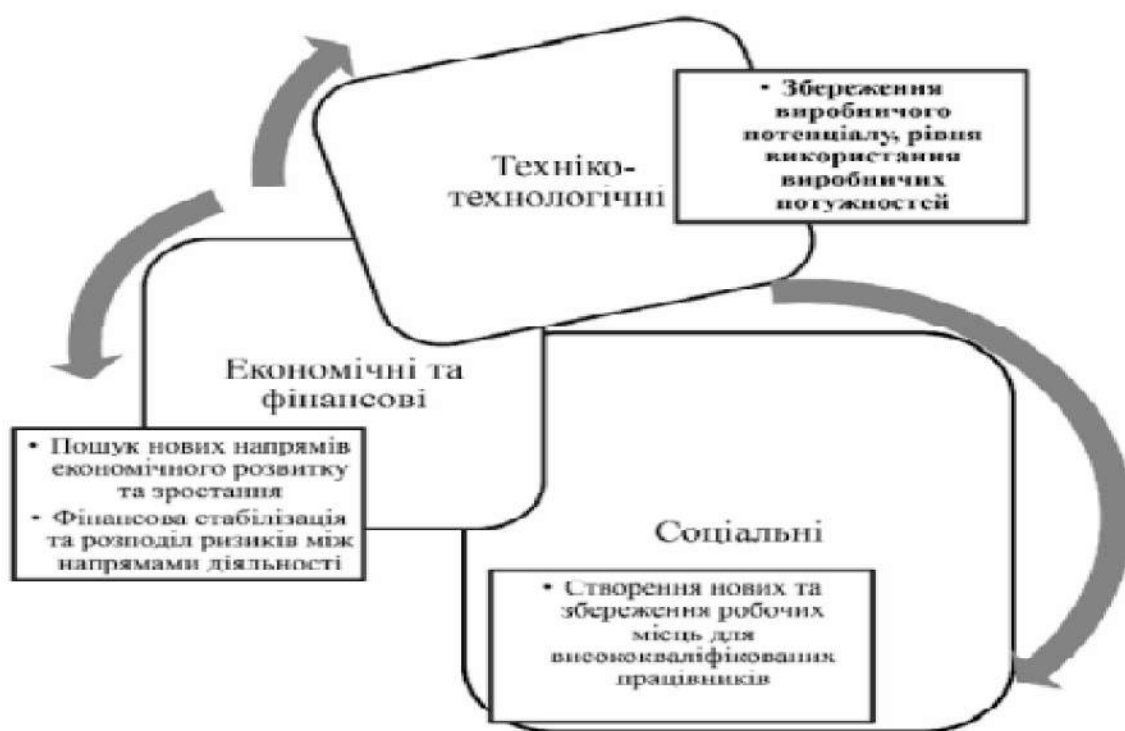 Техніко-
технологічні
• Збереження
виробничого
потенціалу, рівня
використання
виробничих
потужностей
Економічні та
фінансові
• Пошук нових напрямів
економічного розвитку
та зростання
• Фінансова стабілізація
та розподіл ризиків між
напрямами діяльності
Соціальні
• Створення нових та
збереження робочих
місць для
висококваліфікованих
працівників